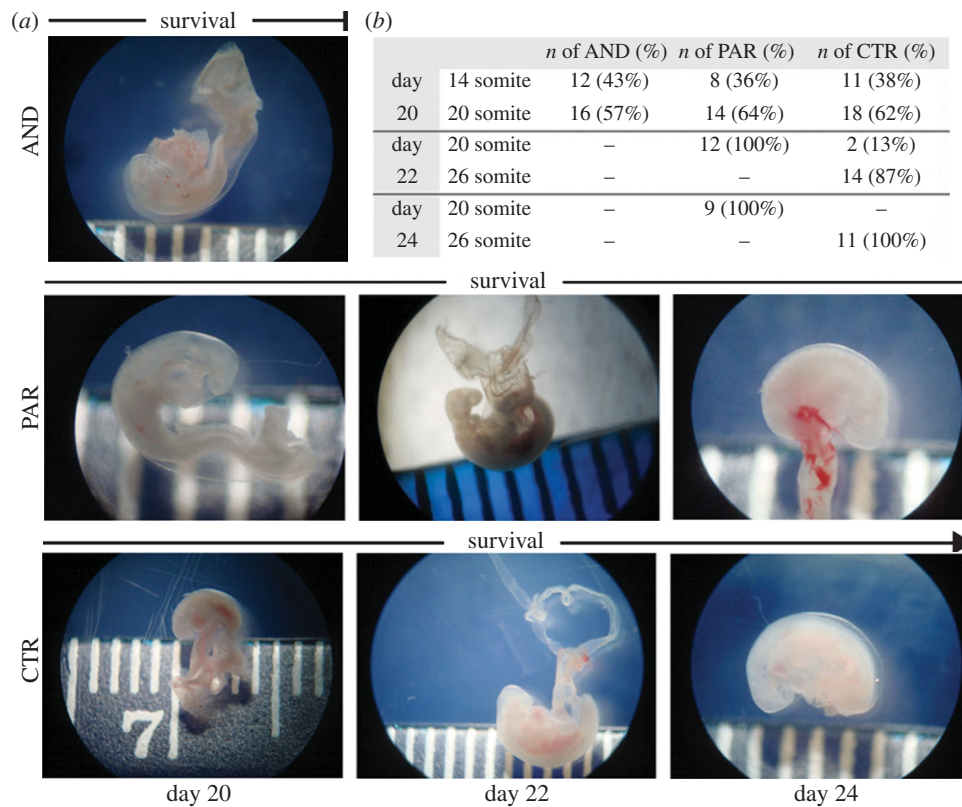 (a) survival (b)
AND
n of AND (%) n of PAR (%) n of CTR (%)
day 14 somite 12 (43%) 8 (36%) 11 (38%)
20 20 somite 16 (57%) 14 (64%) 18 (62%)
day 20 somite – 12 (100%) 2 (13%)
22 26 somite – – 14 (87%)
day 20 somite – 9 (100%) –
24 26 somite – – 11 (100%)
survival
PAR
survival
CTR
7
day 20 day 22 day 24